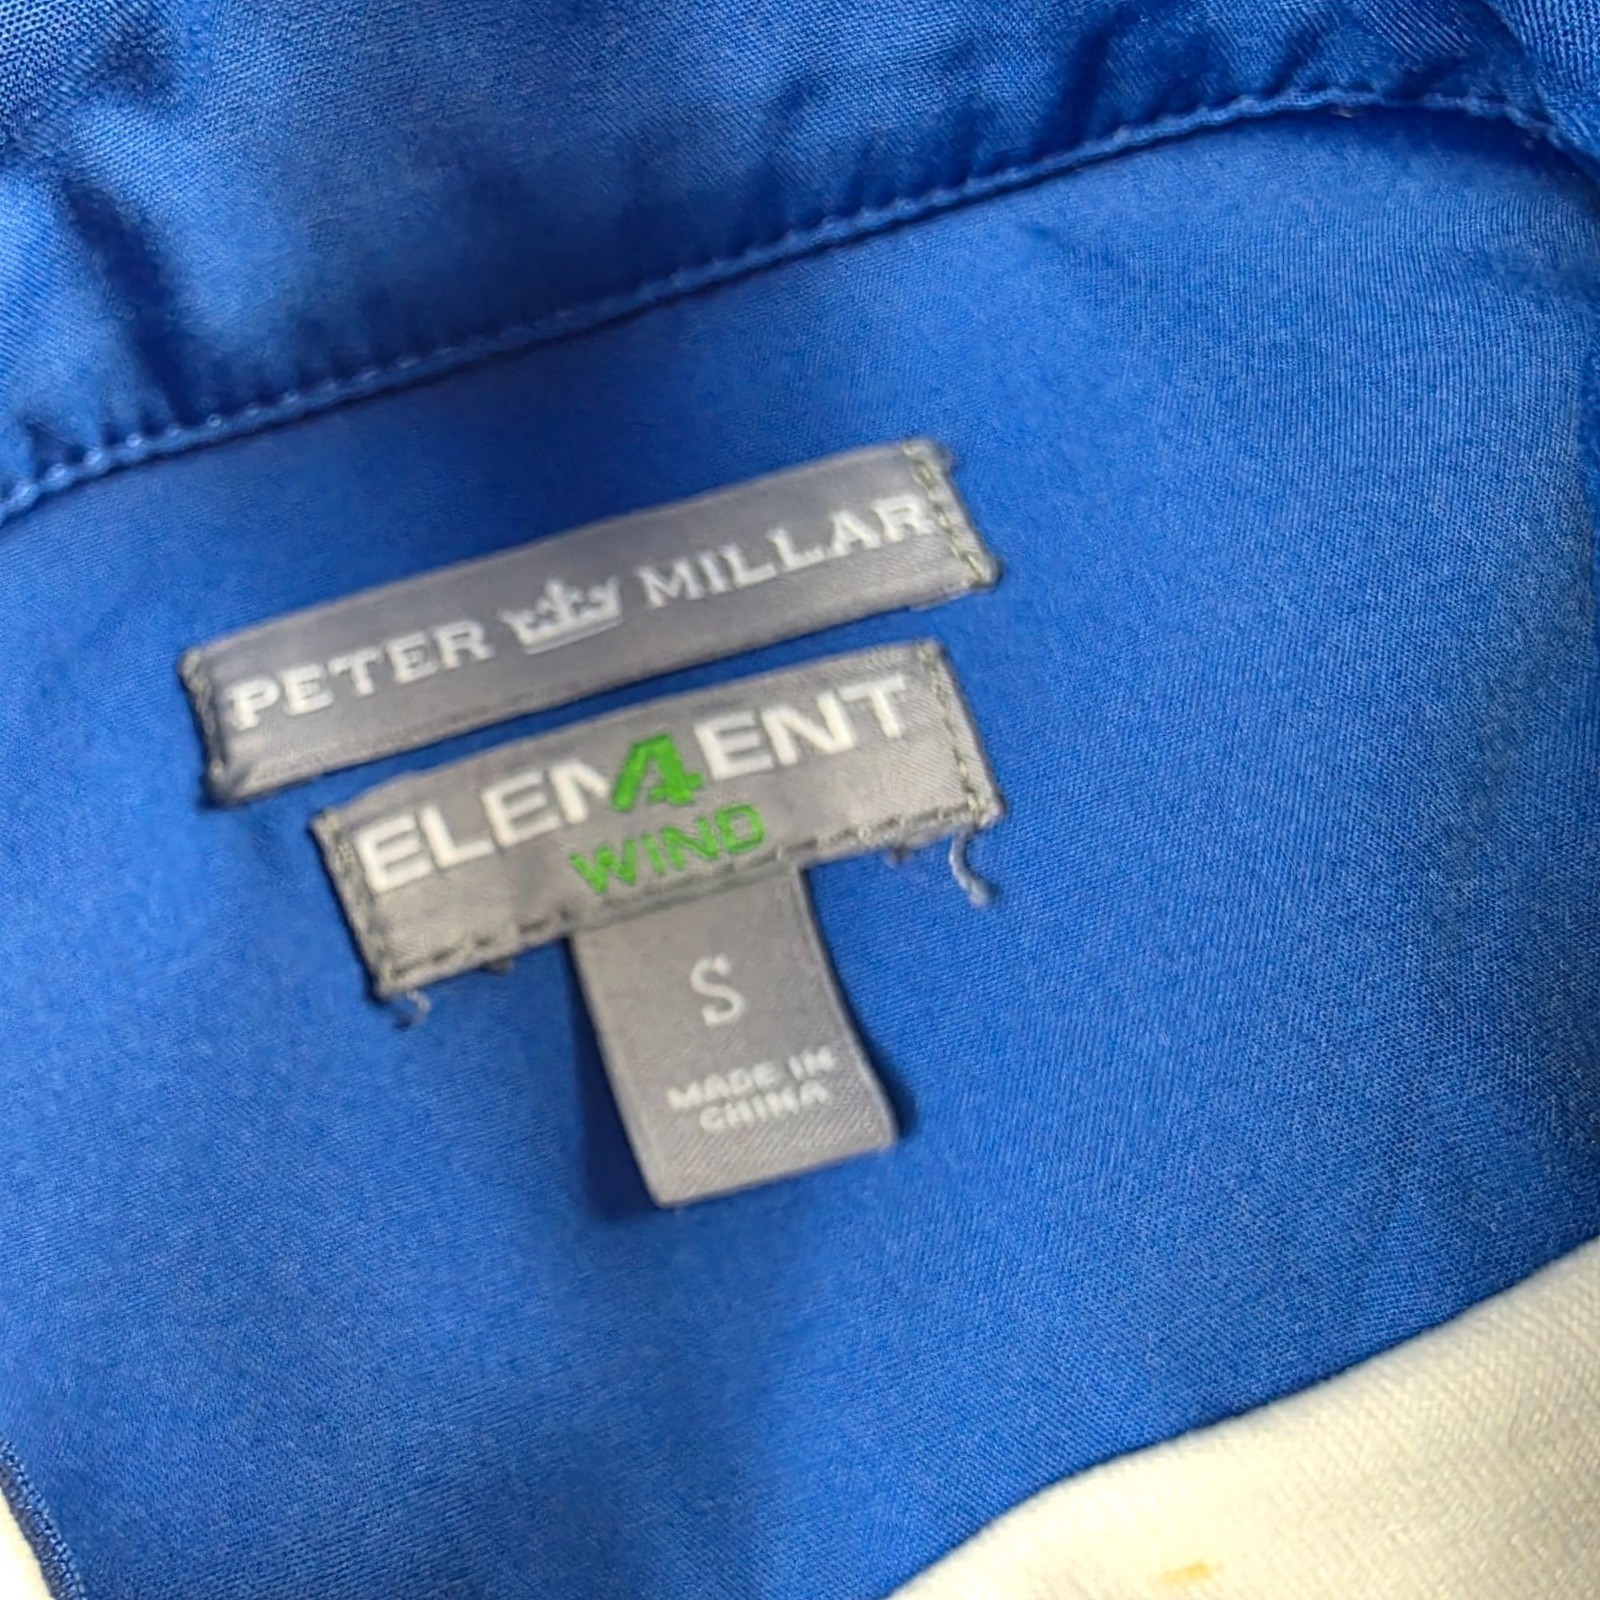 PETER MILLAR
ELEM4ENT
WIND
S
MADE IN
CHINA